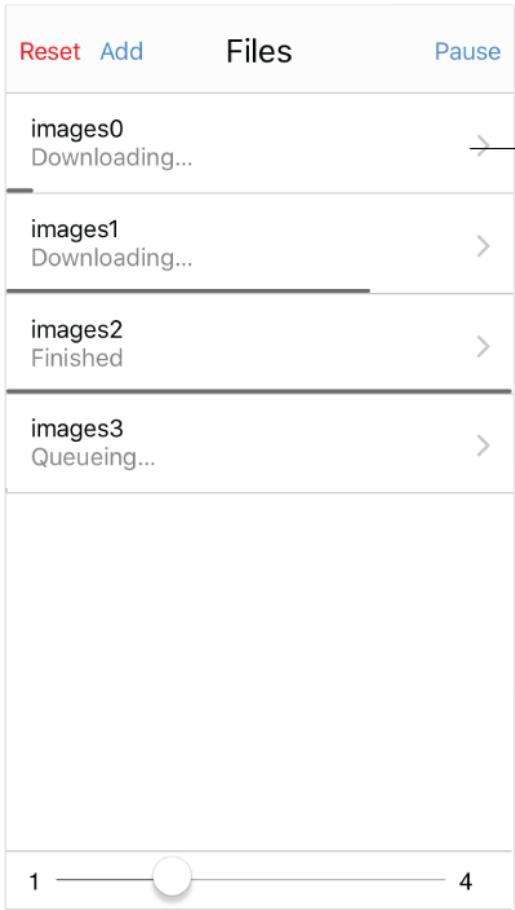 Reset Add Files Pause
images0
Downloading...
images1
Downloading...
images2
Finished
images3
Queueing...
1 4